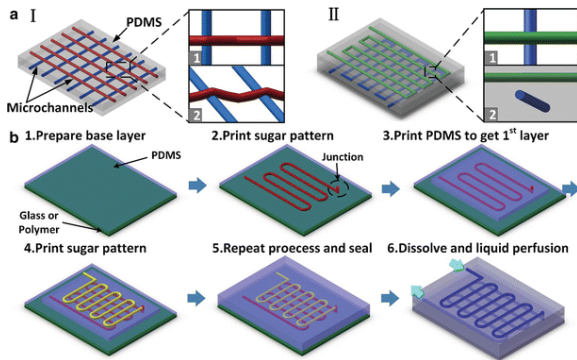 a I PDMS II
1
1
Microchannels
2
2
b 1.Prepare base layer 2.Print sugar pattern 3.Print PDMS to get 1st layer
PDMS
Junction
Glass or
Polymer
4.Print sugar pattern 5.Repeat proecess and seal 6.Dissolve and liquid perfusion